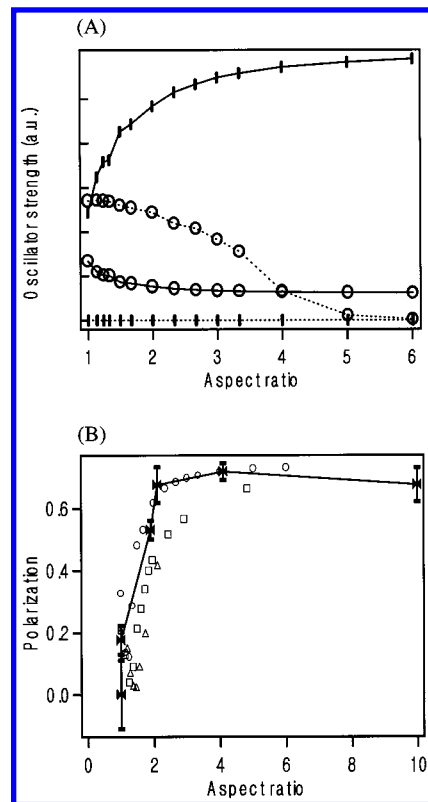 (A)
Oscillator strength (a.u.)
1 2 3 4 5 6
Aspect ratio
(B)
Polarization
0.6
0.4
0.2
0.0
0 2 4 6 8 10
Aspect ratio